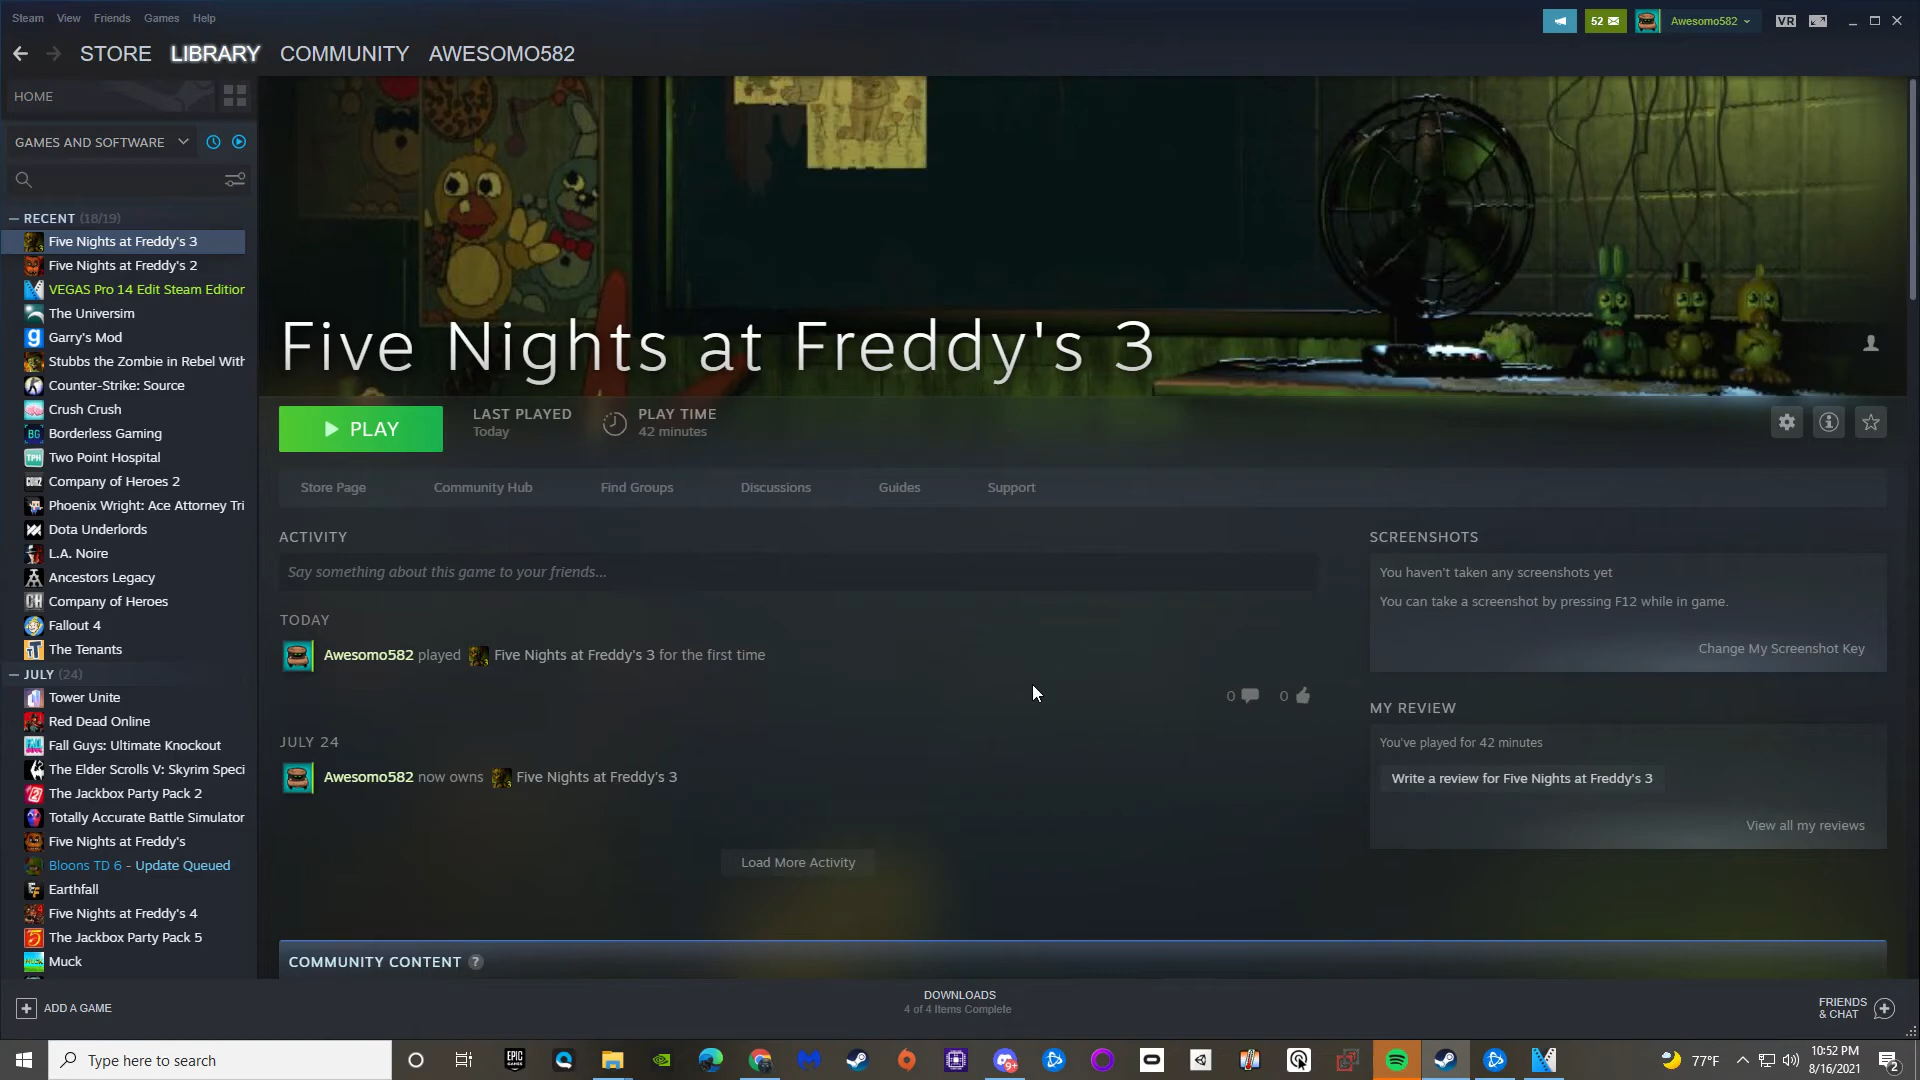 Steam View Friends Games Help
52
Awesomo582
VR
STORE LIBRARY COMMUNITY AWESOMO582
HOME
GAMES AND SOFTWARE
RECENT (18/19)
Five Nights at Freddy's 3
Five Nights at Freddy's 2
VEGAS Pro 14 Edit Steam Edition
The Universim
Garry's Mod
Stubbs the Zombie in Rebel With
Counter-Strike: Source
Crush Crush
Borderless Gaming
Two Point Hospital
Company of Heroes 2
Phoenix Wright: Ace Attorney Tri
Dota Underlords
L.A. Noire
Ancestors Legacy
Company of Heroes
Fallout 4
The Tenants
JULY (24)
Tower Unite
Red Dead Online
Fall Guys: Ultimate Knockout
The Elder Scrolls V: Skyrim Speci
The Jackbox Party Pack 2
Totally Accurate Battle Simulator
Five Nights at Freddy's
Bloons TD 6 - Update Queued
Earthfall
Five Nights at Freddy's 4
The Jackbox Party Pack 5
Muck
Five Nights at Freddy's 3
PLAY
LAST PLAYED
Today
PLAY TIME
42 minutes
Store Page Community Hub Find Groups Discussions Guides Support
ACTIVITY
Say something about this game to your friends...
TODAY
Awesomo582 played Five Nights at Freddy's 3 for the first time
0 0
JULY 24
Awesomo582 now owns Five Nights at Freddy's 3
Load More Activity
SCREENSHOTS
You haven't taken any screenshots yet
You can take a screenshot by pressing F12 while in game.
Change My Screenshot Key
MY REVIEW
You've played for 42 minutes
Write a review for Five Nights at Freddy's 3
View all my reviews
COMMUNITY CONTENT ?
ADD A GAME
DOWNLOADS
4 of 4 Items Complete
FRIENDS
& CHAT
Type here to search
EPIC
GAMES
9+
77°F
10:52 PM
8/16/2021
2